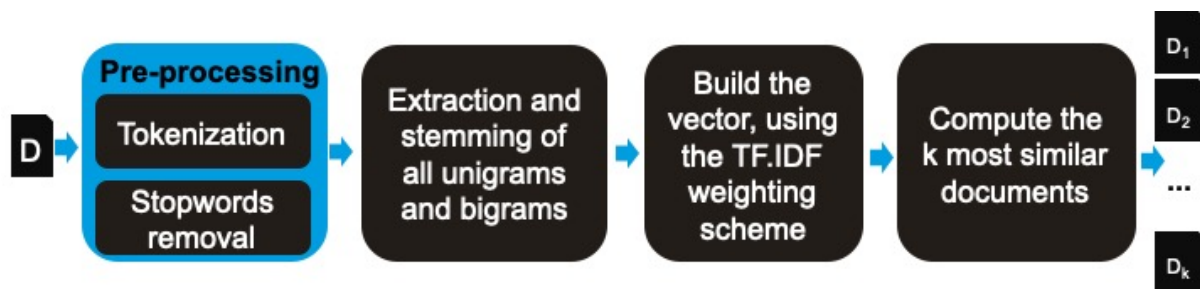 D
Pre-processing
Tokenization
Stopwords
removal
Extraction and
stemming of
all unigrams
and bigrams
Build the
vector, using
the TF.IDF
weighting
scheme
Compute the
k most similar
documents
D1
D2
...
Dk